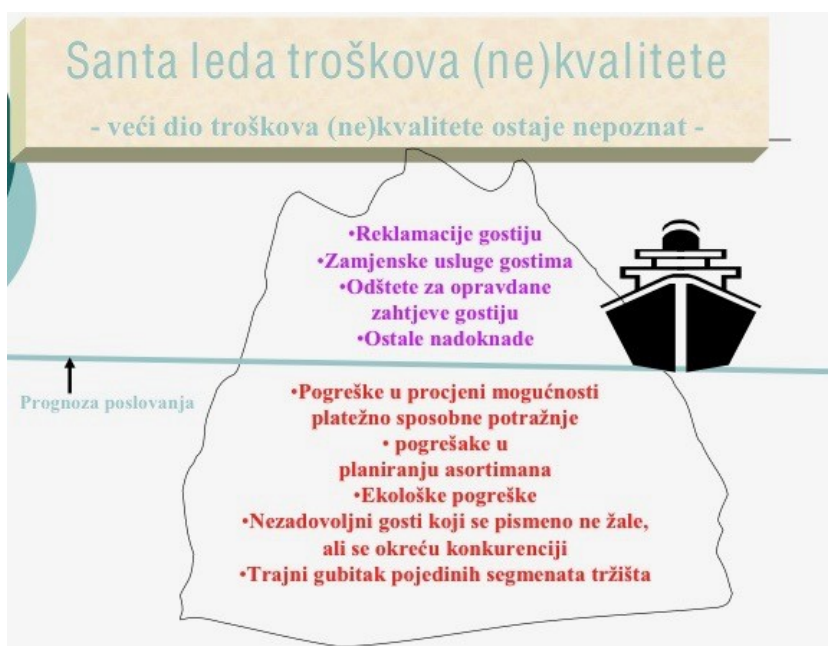 Santa leda troškova (ne)kvalitete
- veći dio troškova (ne)kvalitete ostaje nepoznat -
•Reklamacije gostiju
•Zamjenske usluge gostima
•Odštete za opravdane
zahtjeve gostiju
•Ostale nadoknade
Prognoza poslovanja
•Pogreške u procjeni mogućnosti
platežno sposobne potražnje
• pogrešake u
planiranju asortimana
•Ekološke pogreške
•Nezadovoljni gosti koji se pismeno ne žale,
ali se okreću konkurenciji
•Trajni gubitak pojedinih segmenata tržišta